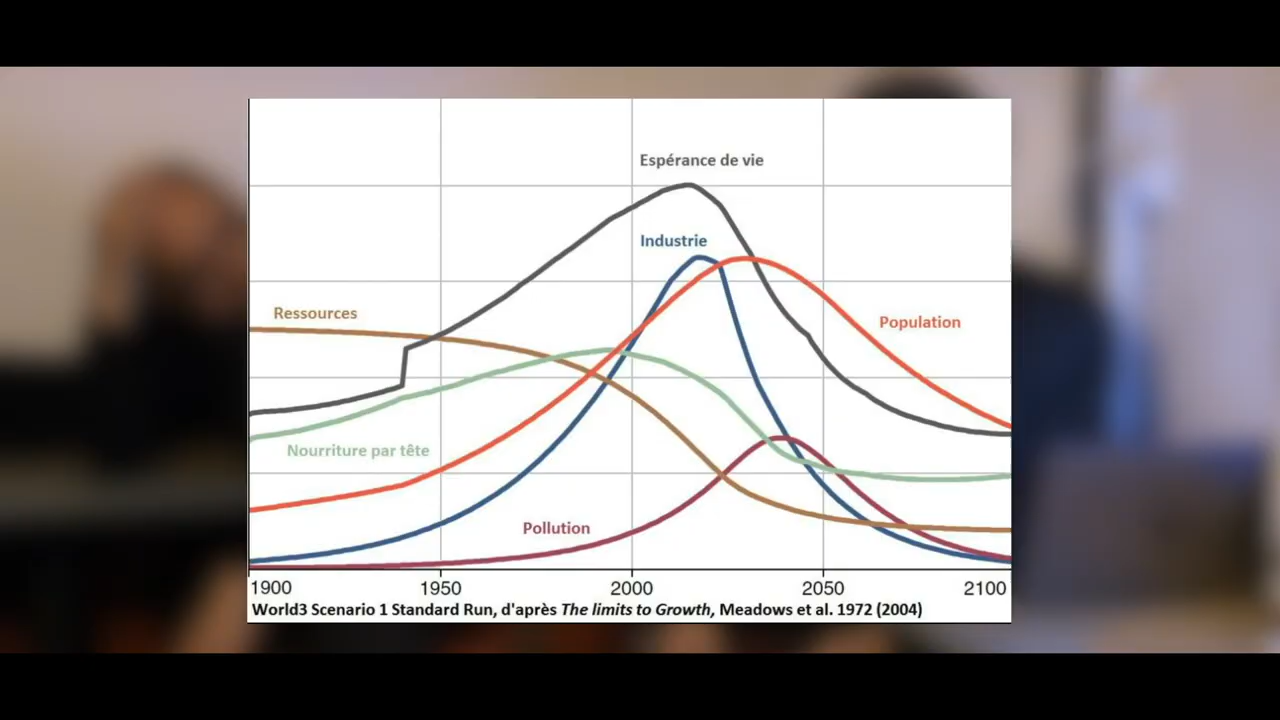 Espérance de vie
Industrie
Ressources
Population
Nourriture par tête
Pollution
1900 1950 2000 2050 2100
World3 Scenario 1 Standard Run, d'après The limits to Growth, Meadows et al. 1972 (2004)